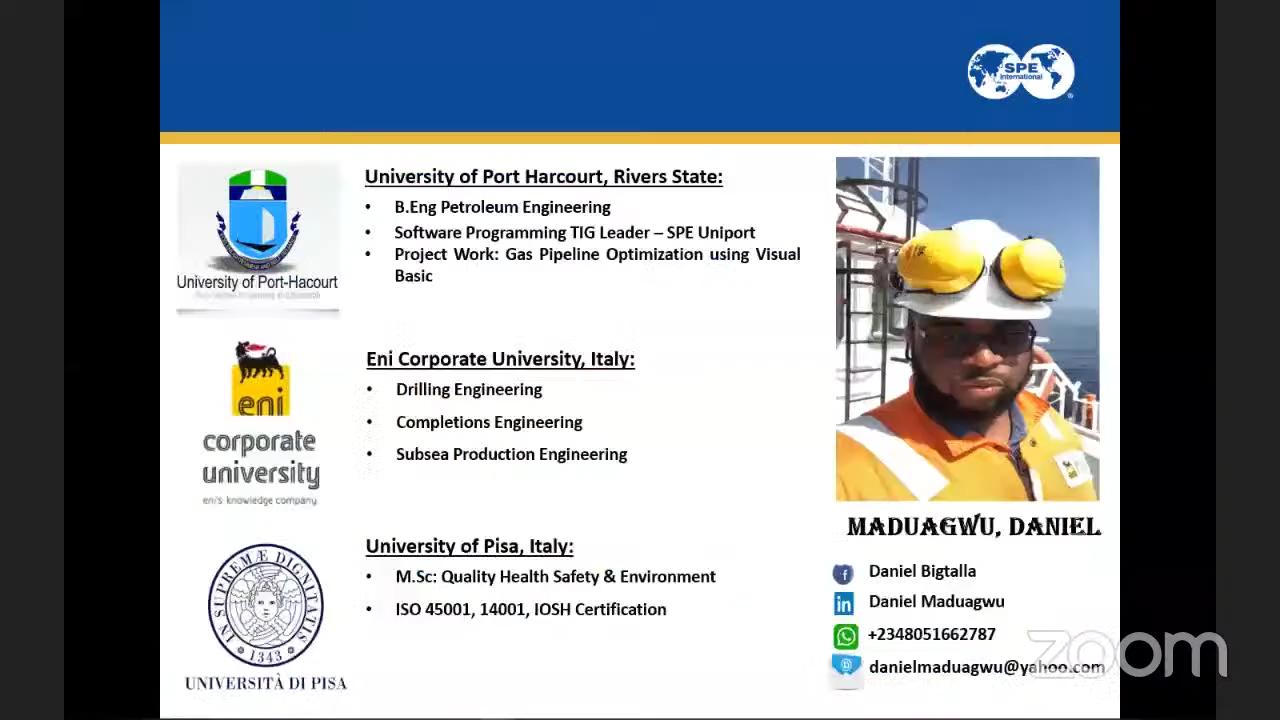 SPE
International
University of Port Harcourt, Rivers State:
• B.Eng Petroleum Engineering
• Software Programming TIG Leader – SPE Uniport
• Project Work: Gas Pipeline Optimization using Visual
Basic
University of Port-Hacourt
Eni Corporate University, Italy:
• Drilling Engineering
• Completions Engineering
• Subsea Production Engineering
eni
corporate
university
eni's knowledge company
University of Pisa, Italy:
• M.Sc: Quality Health Safety & Environment
• ISO 45001, 14001, IOSH Certification
IN SUPREMÆ DIGNITATIS
1343
UNIVERSITÀ DI PISA
MADUAGWU, DANIEL
Daniel Bigtalla
Daniel Maduagwu
+2348051662787
danielmaduagwu@yahoo.com
zoom